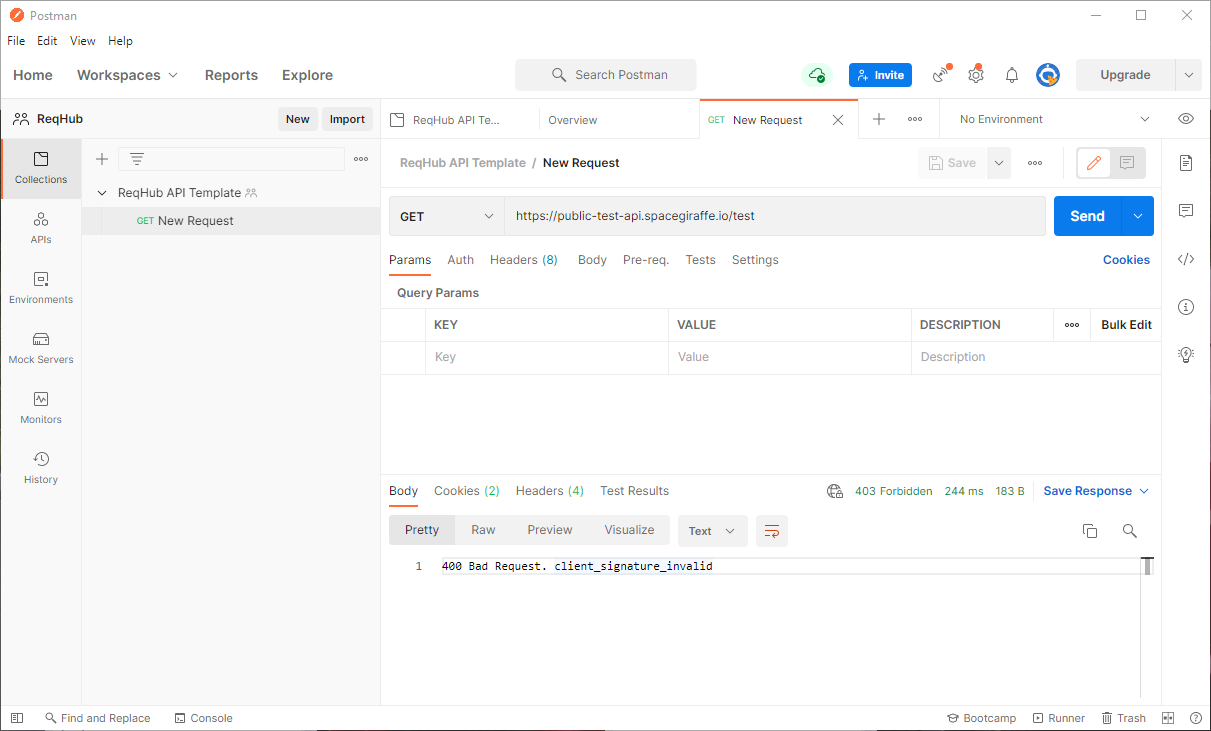 Postman
File Edit View Help
Home Workspaces Reports Explore Search Postman Invite Upgrade
ReqHub New Import
ReqHub API Te... Overview GET New Request No Environment
Collections
APIs
Environments
Mock Servers
Monitors
History
ReqHub API Template
GET New Request
ReqHub API Template / New Request Save
GET https://public-test-api.spacegiraffe.io/test Send
Params Auth Headers (8) Body Pre-req. Tests Settings Cookies
Query Params
KEY VALUE DESCRIPTION Bulk Edit
Key Value Description
Body Cookies (2) Headers (4) Test Results 403 Forbidden 244 ms 183 B Save Response
Pretty Raw Preview Visualize Text
1 400 Bad Request. client_signature_invalid
Find and Replace Console Bootcamp Runner Trash